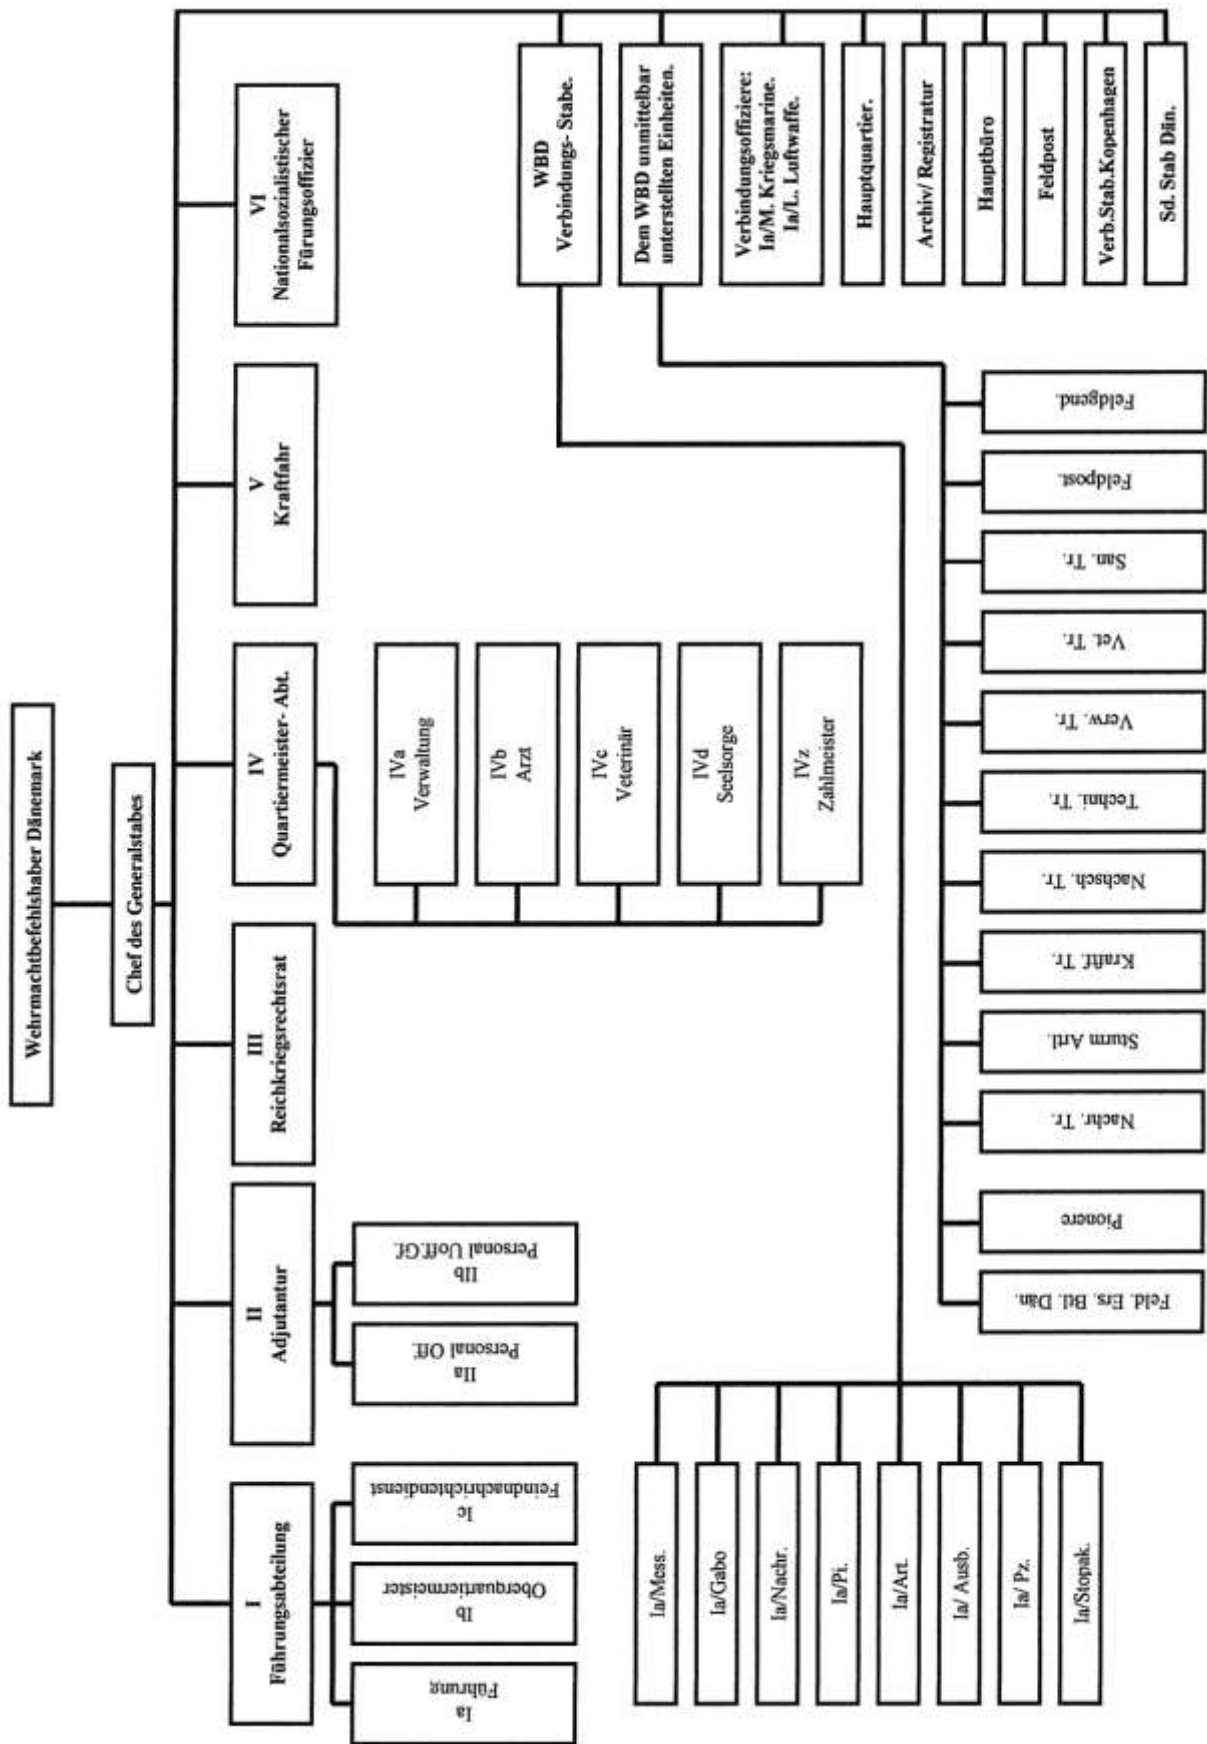 Wehrmachtbefehlshaber Dänemark
Chef des Generalstabes
I
Führungsabteilung
II
Adjutantur
III
Reichkriegsrechtsrat
IV
Quartiermeister- Abt.
V
Kraftfahr
VI
Nationalsozialistischer
Fürungsoffizier
Ia
Führung
Ib
Oberquartiermeister
Ic
Feindnachrichtendienst
IIa
Personal Off.
IIb
Personal Uoff.Gf.
IVa
Verwaltung
IVb
Arzt
IVc
Veterinär
IVd
Seelsorge
IVz
Zahlmeister
WBD
Verbindungs- Stabe.
Dem WBD unmittelbar
unterstellten Einheiten.
Verbindungsoffiziere:
Ia/M. Kriegsmarine.
Ia/L. Luftwaffe.
Hauptquartier.
Archiv/ Registratur
Hauptbüro
Feldpost
Verb.Stab.Kopenhagen
Sd. Stab Dän.
Ia/Mess.
Ia/Gabo
Ia/Nachr.
Ia/Pi.
Ia/Art.
Ia/ Ausb.
Ia/ Pz.
Ia/Stopak.
Feld. Ers. Btl. Dän.
Pionere
Nachr. Tr.
Sturm Artl.
Kraftf. Tr.
Nachsch. Tr.
Techni. Tr.
Verw. Tr.
Vet. Tr.
San. Tr.
Feldpost.
Feldgend.